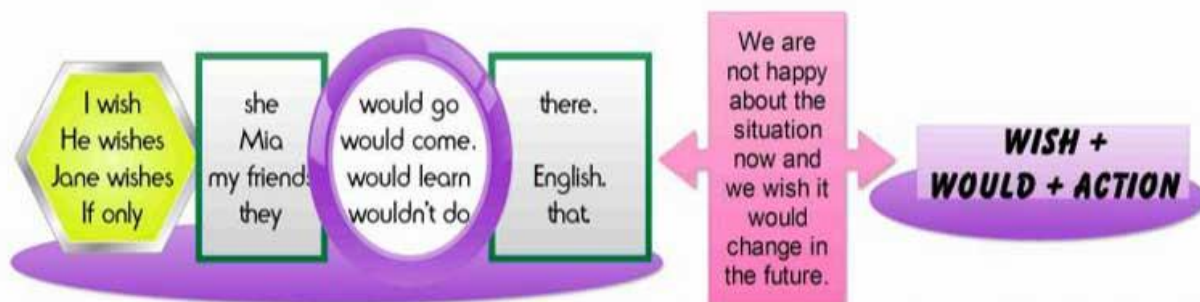 I wish
He wishes
Jane wishes
If only
she
Mia
my friends
they
would go
would come.
would learn
wouldn't do
there.
English.
that.
We are
not happy
about the
situation
now and
we wish it
would
change in
the future.
WISH +
WOULD + ACTION